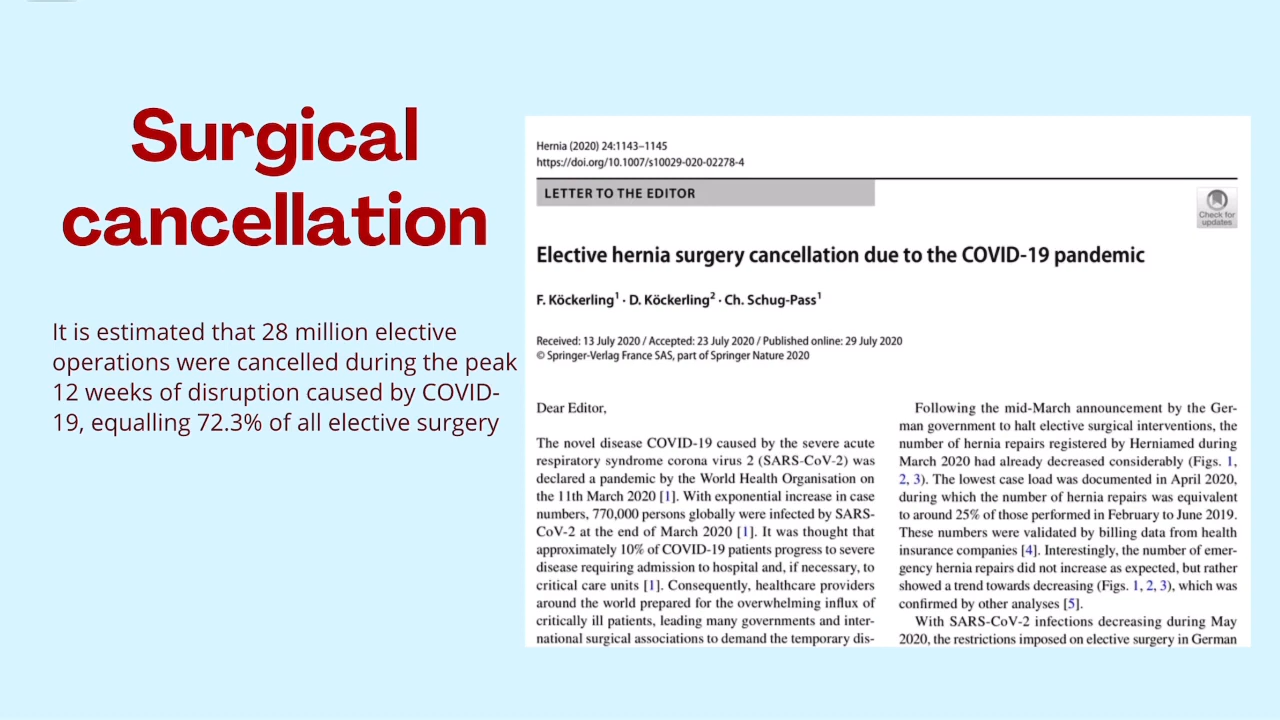 Surgical
cancellation
It is estimated that 28 million elective
operations were cancelled during the peak
12 weeks of disruption caused by COVID-
19, equalling 72.3% of all elective surgery
Hernia (2020) 24:1143–1145
https://doi.org/10.1007/s10029-020-02278-4
LETTER TO THE EDITOR
Check for
updates
Elective hernia surgery cancellation due to the COVID-19 pandemic
F. Köckerling1 · D. Köckerling2 · Ch. Schug-Pass1
Received: 13 July 2020 / Accepted: 23 July 2020 / Published online: 29 July 2020
© Springer-Verlag France SAS, part of Springer Nature 2020
Dear Editor,
The novel disease COVID-19 caused by the severe acute
respiratory syndrome corona virus 2 (SARS-CoV-2) was
declared a pandemic by the World Health Organisation on
the 11th March 2020 [1]. With exponential increase in case
numbers, 770,000 persons globally were infected by SARS-
CoV-2 at the end of March 2020 [1]. It was thought that
approximately 10% of COVID-19 patients progress to severe
disease requiring admission to hospital and, if necessary, to
critical care units [1]. Consequently, healthcare providers
around the world prepared for the overwhelming influx of
critically ill patients, leading many governments and inter-
national surgical associations to demand the temporary dis-
Following the mid-March announcement by the Ger-
man government to halt elective surgical interventions, the
number of hernia repairs registered by Herniamed during
March 2020 had already decreased considerably (Figs. 1,
2, 3). The lowest case load was documented in April 2020,
during which the number of hernia repairs was equivalent
to around 25% of those performed in February to June 2019.
These numbers were validated by billing data from health
insurance companies [4]. Interestingly, the number of emer-
gency hernia repairs did not increase as expected, but rather
showed a trend towards decreasing (Figs. 1, 2, 3), which was
confirmed by other analyses [5].
With SARS-CoV-2 infections decreasing during May
2020, the restrictions imposed on elective surgery in German